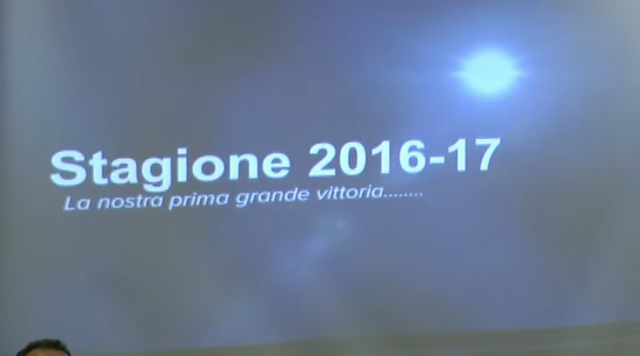 Stagione 2016-17
La nostra prima grande vittoria........